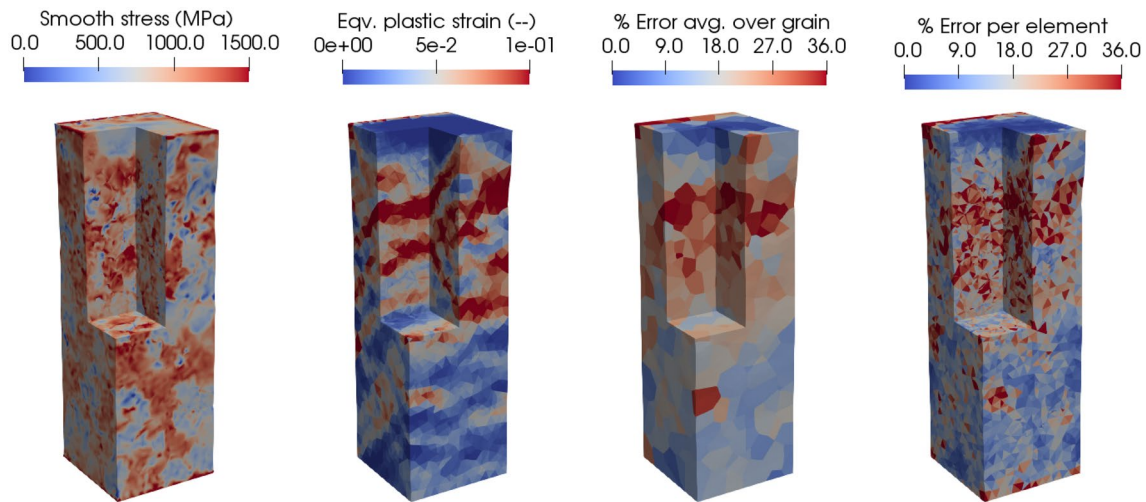 Smooth stress (MPa)
0.0 500.0 1000.0 1500.0
Eqv. plastic strain (--)
0e+00 5e-2 1e-01
% Error avg. over grain
0.0 9.0 18.0 27.0 36.0
% Error per element
0.0 9.0 18.0 27.0 36.0